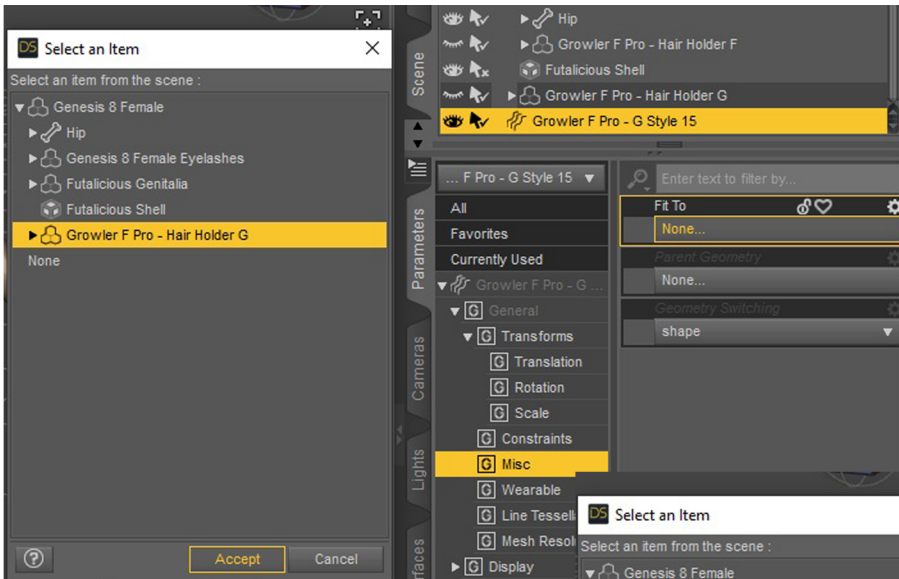 DS Select an Item
Select an item from the scene :
Genesis 8 Female
Hip
Genesis 8 Female Eyelashes
Futalicious Genitalia
Futalicious Shell
Growler F Pro - Hair Holder G
None
? Accept Cancel
Scene
Parameters
Cameras
Lights
Hip
Growler F Pro - Hair Holder F
Futalicious Shell
Growler F Pro - Hair Holder G
Growler F Pro - G Style 15
... F Pro - G Style 15
All
Favorites
Currently Used
Growler F Pro - G ...
G General
G Transforms
G Translation
G Rotation
G Scale
G Constraints
G Misc
G Wearable
G Line Tessell
G Mesh Resol
G Display
Enter text to filter by...
Fit To
None...
Parent Geometry
None...
Geometry Switching
shape
DS Select an Item
Select an item from the scene :
Genesis 8 Female